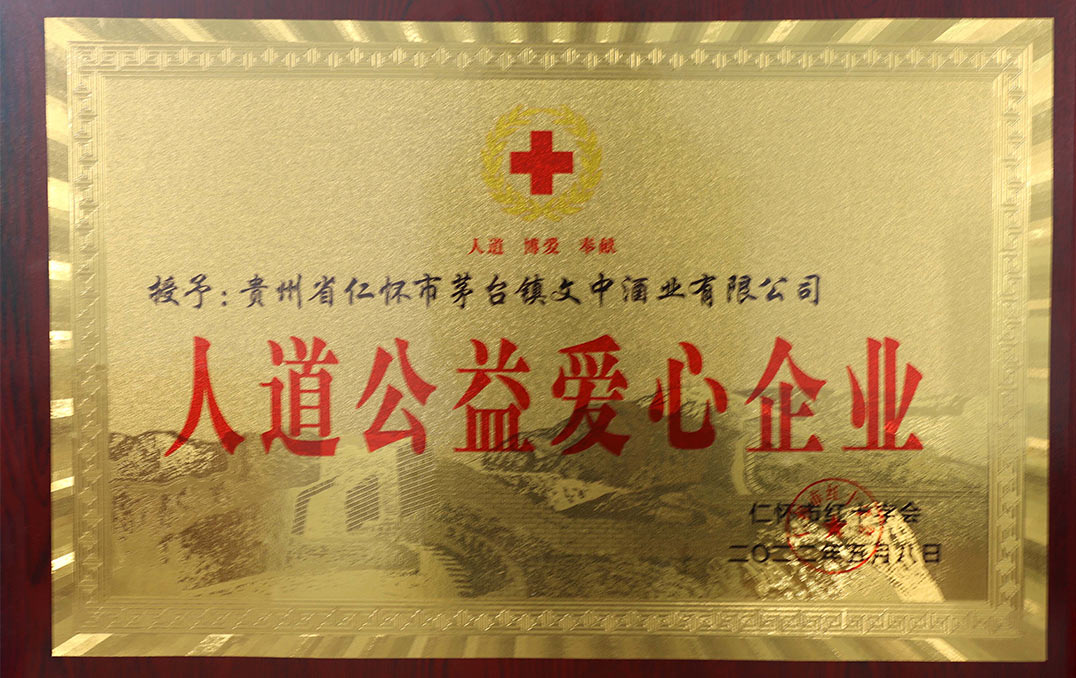 人道 博爱 奉献
授予：贵州省仁怀市茅台镇文中酒业有限公司
人道公益爱心企业
仁怀市红十字会
二〇二二年五月八日